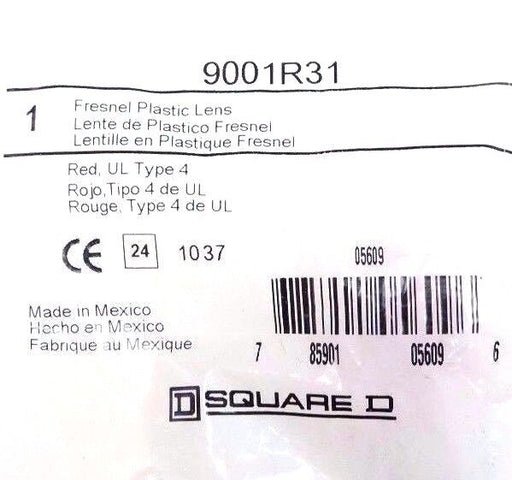 9001R31
1
Fresnel Plastic Lens
Lente de Plastico Fresnel
Lentille en Plastique Fresnel
Red, UL Type 4
Rojo,Tipo 4 de UL
Rouge, Type 4 de UL
CE 24 1037
05609
Made in Mexico
Hecho en Mexico
Fabrique au Mexique
7 85901 05609 6
D SQUARE D